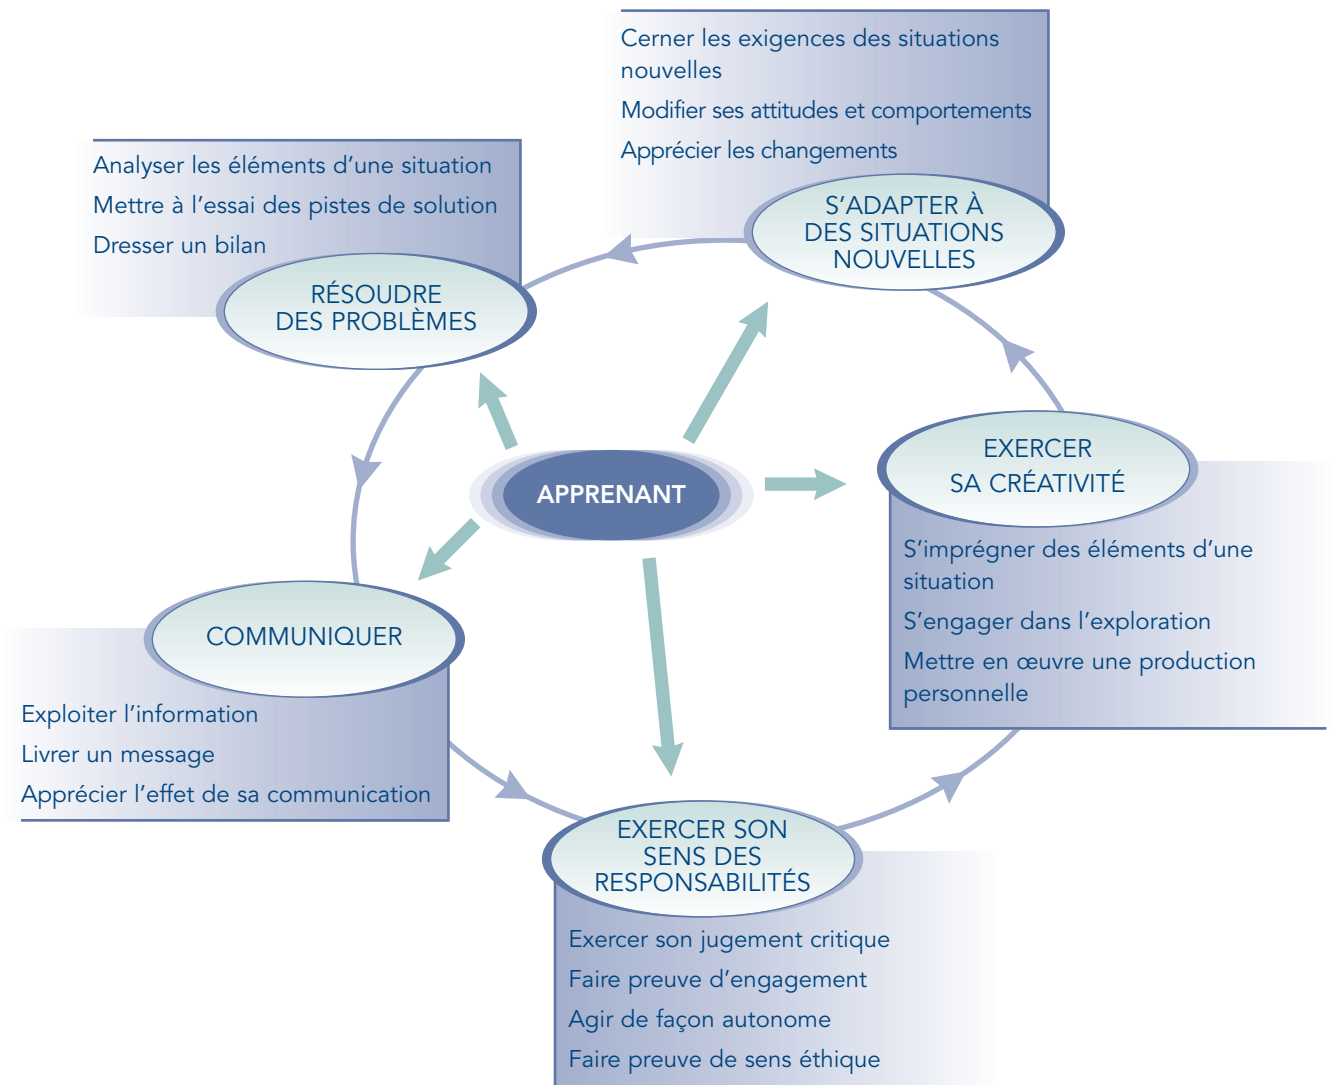 Cerner les exigences des situations
nouvelles
Modifier ses attitudes et comportements
Apprécier les changements
S'ADAPTER À
DES SITUATIONS
NOUVELLES
Analyser les éléments d'une situation
Mettre à l'essai des pistes de solution
Dresser un bilan
RÉSOUDRE
DES PROBLÈMES
APPRENANT
EXERCER
SA CRÉATIVITÉ
S'imprégner des éléments d'une
situation
S'engager dans l'exploration
Mettre en œuvre une production
personnelle
COMMUNIQUER
Exploiter l'information
Livrer un message
Apprécier l'effet de sa communication
EXERCER SON
SENS DES
RESPONSABILITÉS
Exercer son jugement critique
Faire preuve d'engagement
Agir de façon autonome
Faire preuve de sens éthique